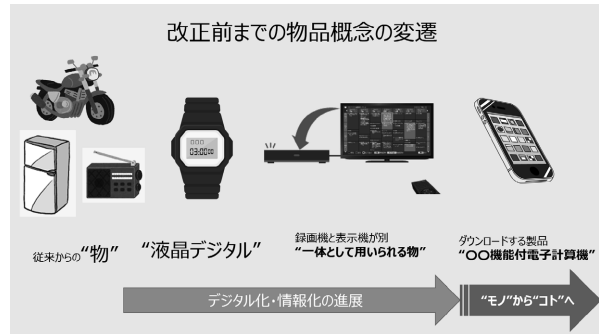 改正前までの物品概念の変遷
03:00:00
従来からの“物”
“液晶デジタル”
録画機と表示機が別
“一体として用いられる物”
ダウンロードする製品
“〇〇機能付電子計算機”
デジタル化・情報化の進展
“モノ”から“コト”へ